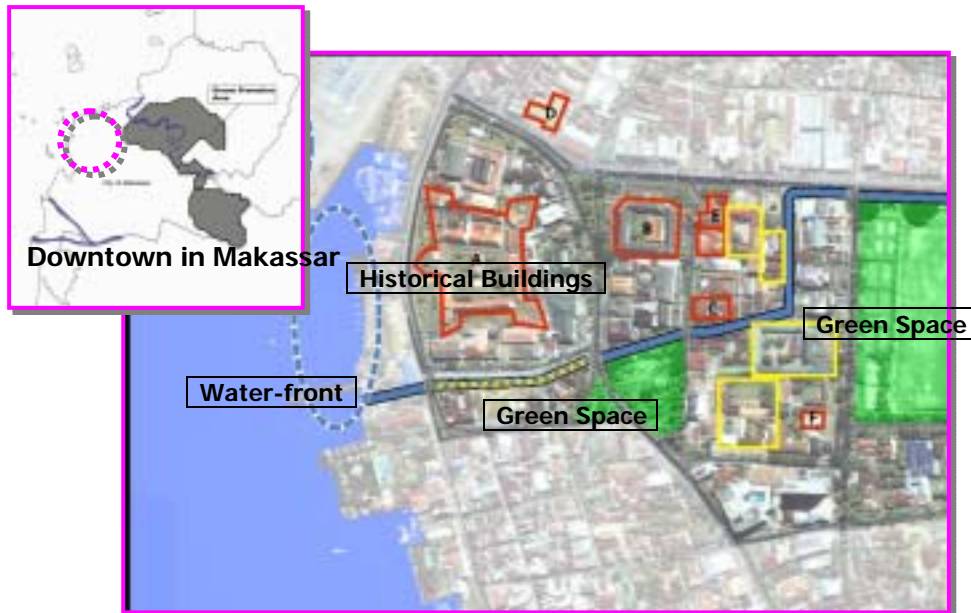 Downtown in Makassar
Historical Buildings
Green Space
Water-front
Green Space
A
B
C
D
E
F